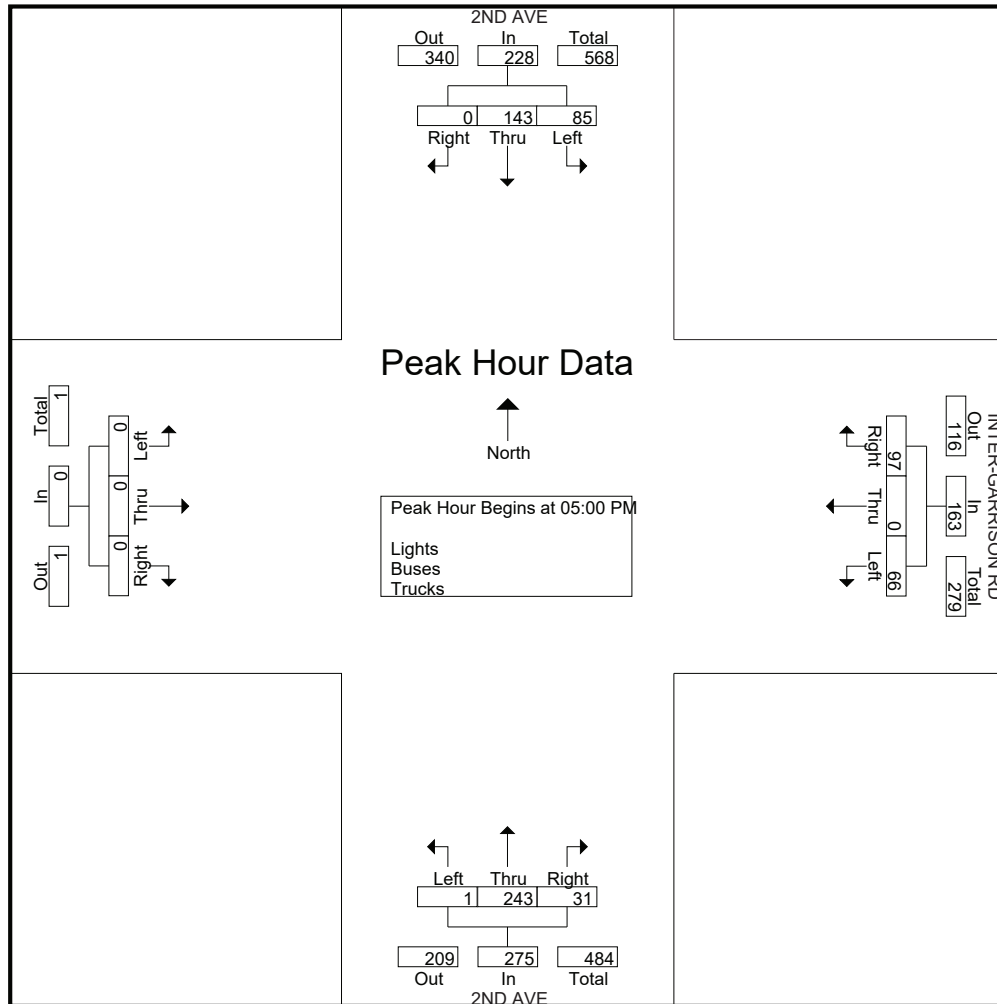 2ND AVE
Out In Total
340 228 568
0 143 85
Right Thru Left
Peak Hour Data
North
Peak Hour Begins at 05:00 PM
Lights
Buses
Trucks
Total In Out
1 0 1
0 0 0
Left Thru Right
INTER-GARRISON RD
Out In Total
116 163 279
97 0 66
Right Thru Left
Left Thru Right
1 243 31
209 275 484
Out In Total
2ND AVE